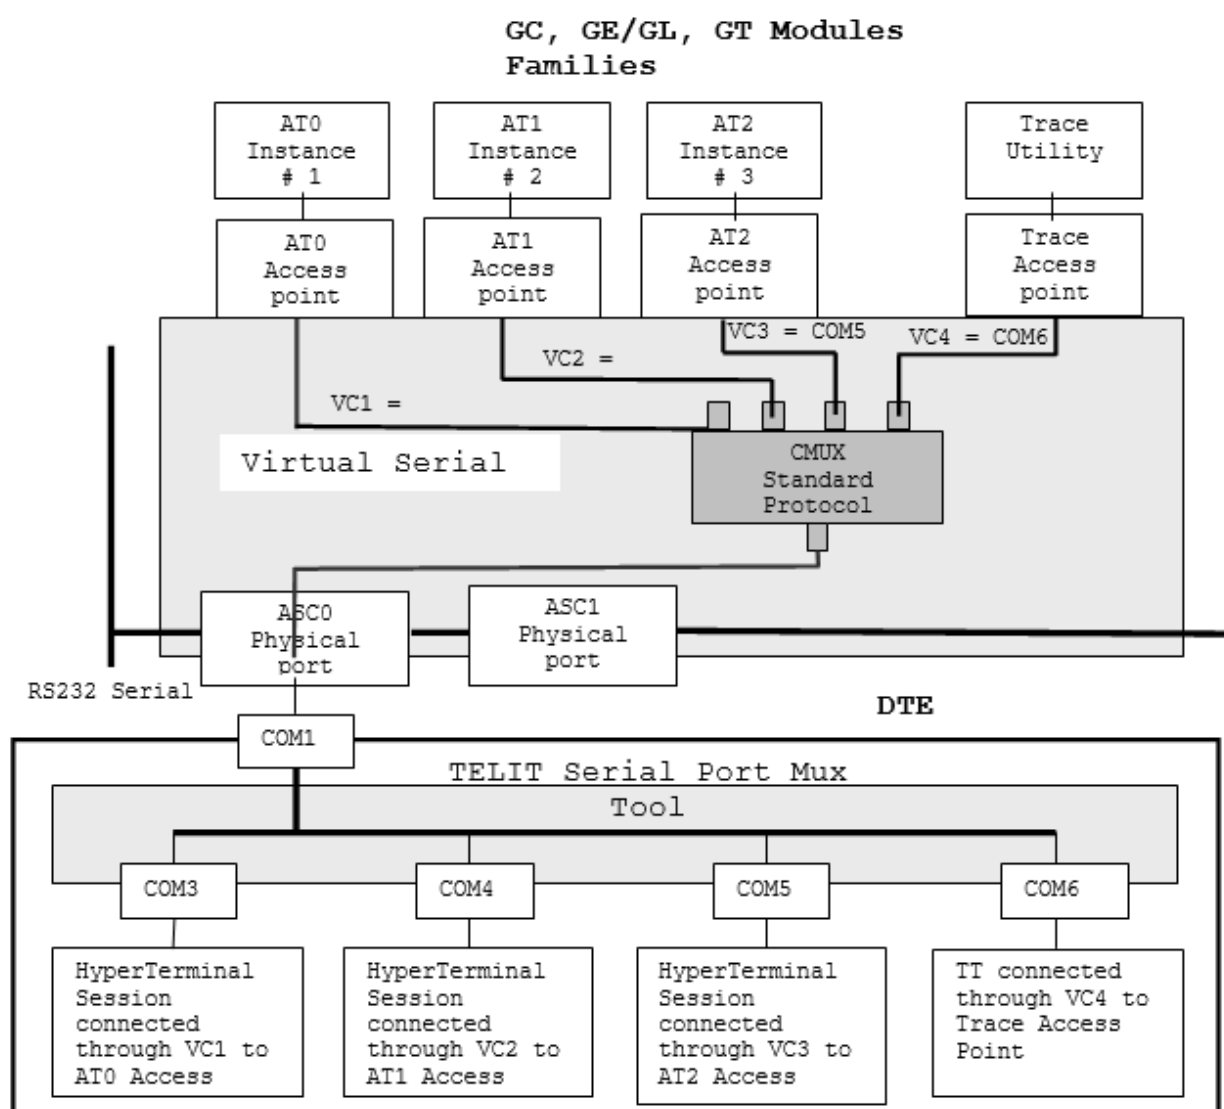 GC, GE/GL, GT Modules
Families
AT0
Instance
# 1
AT1
Instance
# 2
AT2
Instance
# 3
Trace
Utility
AT0
Access
point
AT1
Access
point
AT2
Access
point
Trace
Access
point
VC3 = COM5
VC4 = COM6
VC2 =
VC1 =
Virtual Serial
CMUX
Standard
Protocol
ASC0
Physical
port
ASC1
Physical
port
RS232 Serial
DTE
COM1
TELIT Serial Port Mux
Tool
COM3
COM4
COM5
COM6
HyperTerminal
Session
connected
through VC1 to
AT0 Access
HyperTerminal
Session
connected
through VC2 to
AT1 Access
HyperTerminal
Session
connected
through VC3 to
AT2 Access
TT connected
through VC4 to
Trace Access
Point